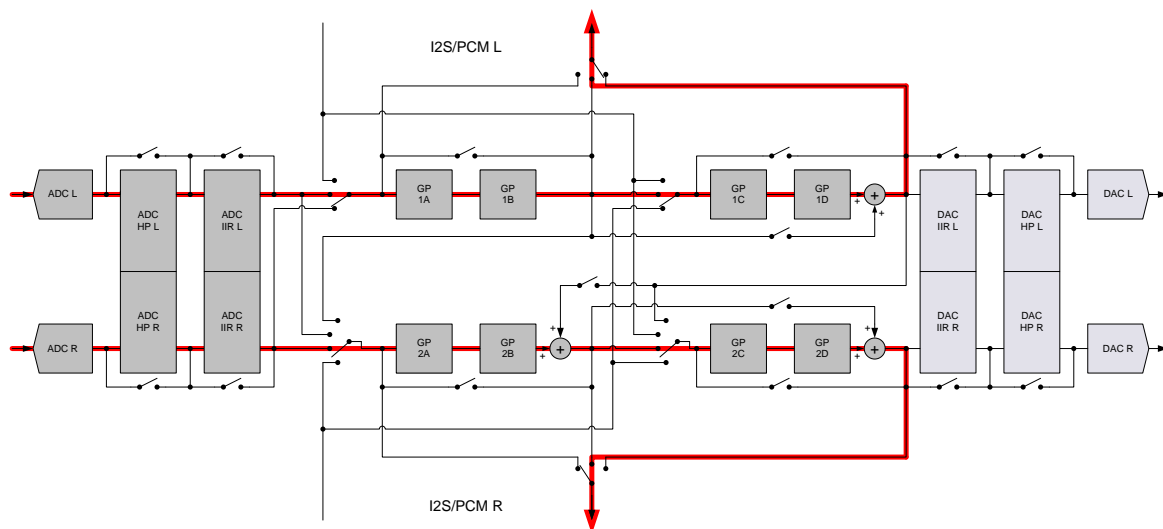 I2S/PCM L
ADC L
ADC
HP L
ADC
IIR L
GP
1A
GP
1B
GP
1C
GP
1D
+
+
+
DAC
IIR L
DAC
HP L
DAC L
ADC R
ADC
HP R
ADC
IIR R
GP
2A
GP
2B
+
+
+
GP
2C
GP
2D
+
+
+
DAC
IIR R
DAC
HP R
DAC R
I2S/PCM R